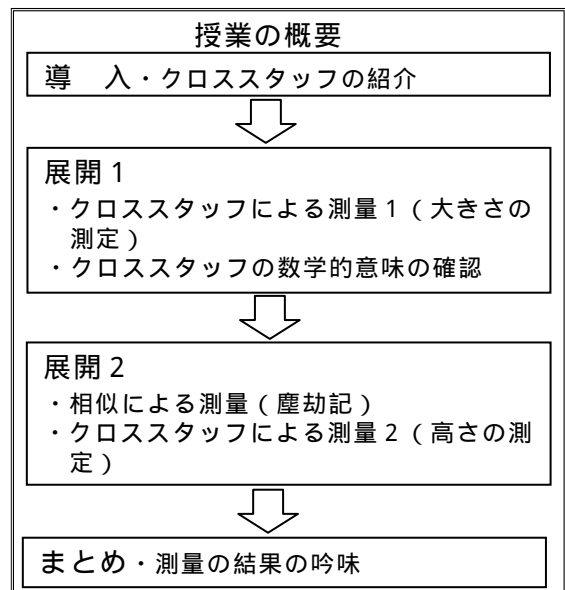 授業の概要
導　入・クロススタッフの紹介
展開１
・クロススタッフによる測量１（大きさの
測定）
・クロススタッフの数学的意味の確認
展開２
・相似による測量（塵劫記）
・クロススタッフによる測量２（高さの測
定）
まとめ・測量の結果の吟味